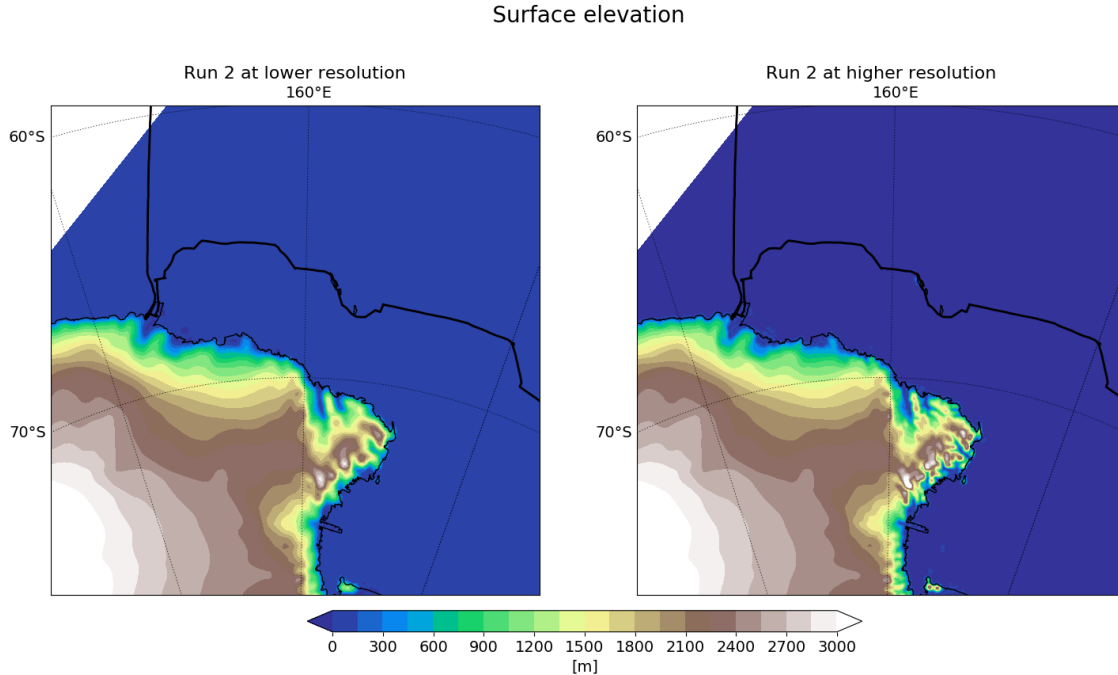 Surface elevation
Run 2 at lower resolution
160°E
60°S
70°S
Run 2 at higher resolution
160°E
60°S
70°S
0 300 600 900 1200 1500 1800 2100 2400 2700 3000
[m]